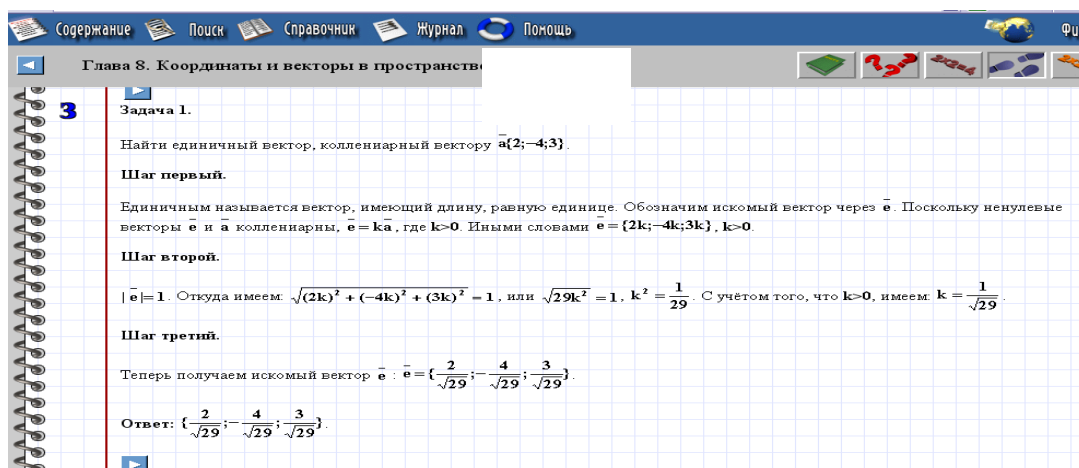 Содержание Поиск Справочник Журнал Помощь
Глава 8. Координаты и векторы в пространстве
3
Задача 1.
Найти единичный вектор, коллениарный вектору a̅{2;−4;3}.
Шаг первый.
Единичным называется вектор, имеющий длину, равную единице. Обозначим искомый вектор через e̅. Поскольку ненулевые
векторы e̅ и a̅ коллениарны, e̅ = ka̅, где k>0. Иными словами e̅ = {2k;−4k;3k}, k>0.
Шаг второй.
|e̅|=1. Откуда имеем: √((2k)² + (−4k)² + (3k)²) = 1, или √(29k²) = 1, k² = 1/29. С учётом того, что k>0, имеем: k = 1/√29.
Шаг третий.
Теперь получаем искомый вектор e̅ : e̅ = {2/√29;−4/√29;3/√29}.
Ответ: {2/√29;−4/√29;3/√29}.